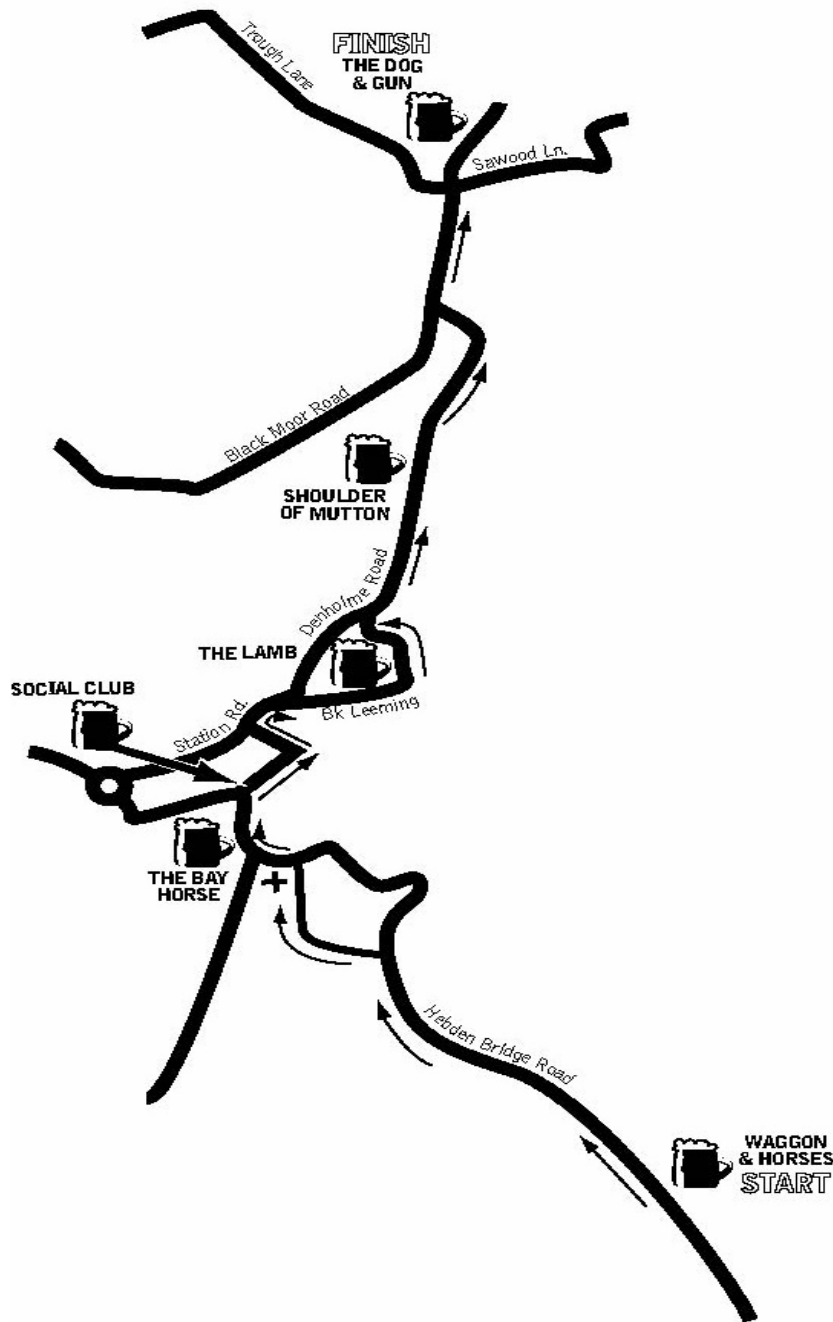 Trough Lane
FINISH
THE DOG
& GUN
Sawood Ln.
Black Moor Road
SHOULDER
OF MUTTON
Denholme Road
THE LAMB
SOCIAL CLUB
Station Rd.
Bk Leeming
THE BAY
HORSE
Hebden Bridge Road
WAGGON
& HORSES
START